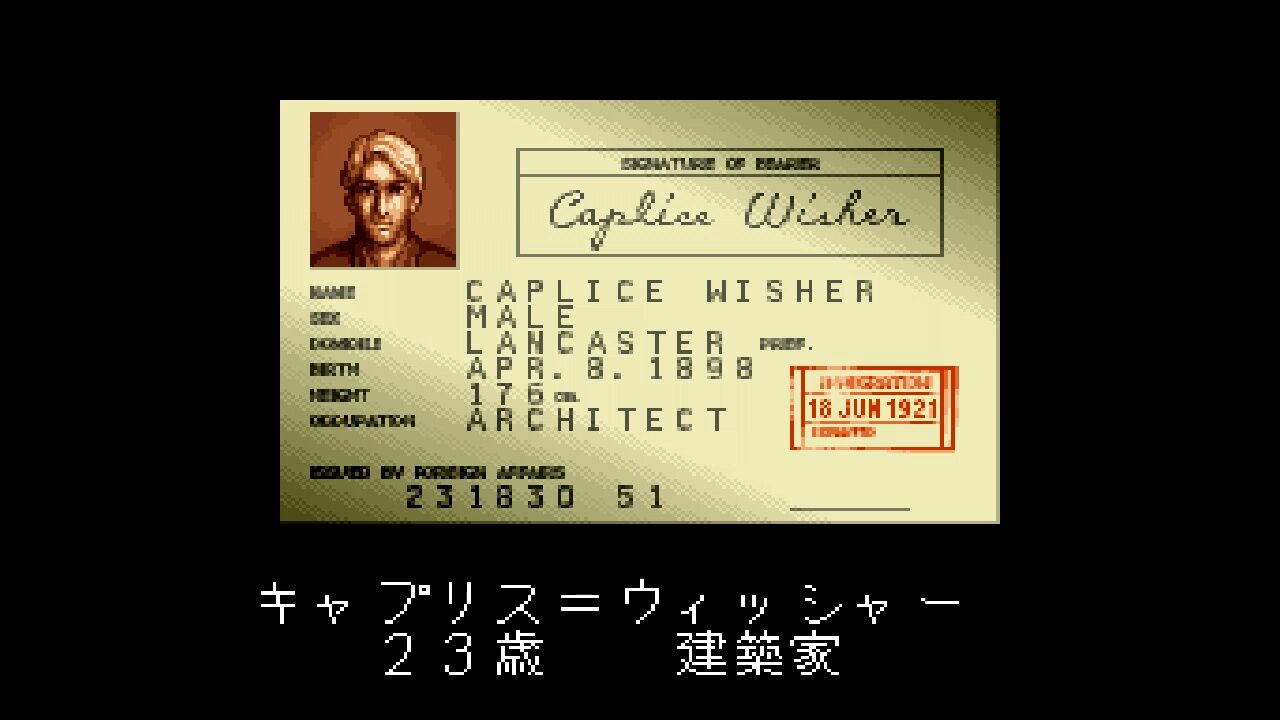 SIGNATURE OF BEARER
Caplice Wisher
NAME CAPLICE WISHER
SEX MALE
DOMICILE LANCASTER PREF.
BIRTH APR. 8. 1898
HEIGHT 176 CM.
OCCUPATION ARCHITECT
IMMIGRATION
18 JUN 1921
ISSUED BY FOREIGN AFFAIRS
231830 51
キャプリス=ウィッシャー
23歳 建築家